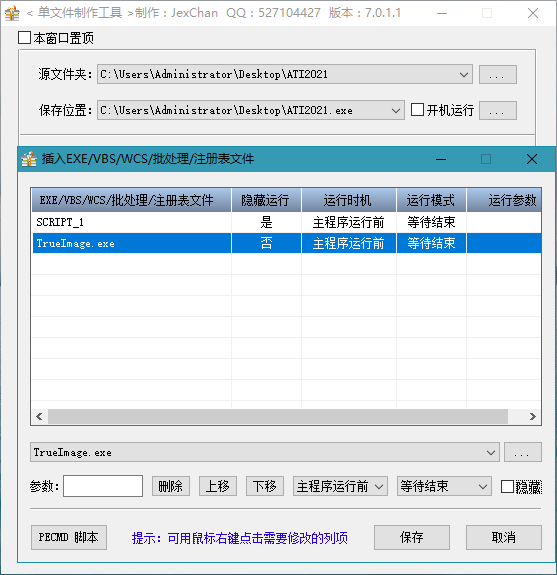 < 单文件制作工具 >制作：JexChan QQ：527104427 版本：7.0.1.1
本窗口置顶
源文件夹： C:\Users\Administrator\Desktop\ATI2021 ...
保存位置： C:\Users\Administrator\Desktop\ATI2021.exe 开机运行 ...
插入EXE/VBS/WCS/批处理/注册表文件
EXE/VBS/WCS/批处理/注册表文件 隐藏运行 运行时机 运行模式 运行参数
SCRIPT_1 是 主程序运行前 等待结束
TrueImage.exe 否 主程序运行前 等待结束
TrueImage.exe ...
参数： 删除 上移 下移 主程序运行前 等待结束 隐藏
PECMD 脚本 提示：可用鼠标右键点击需要修改的列项 保存 取消